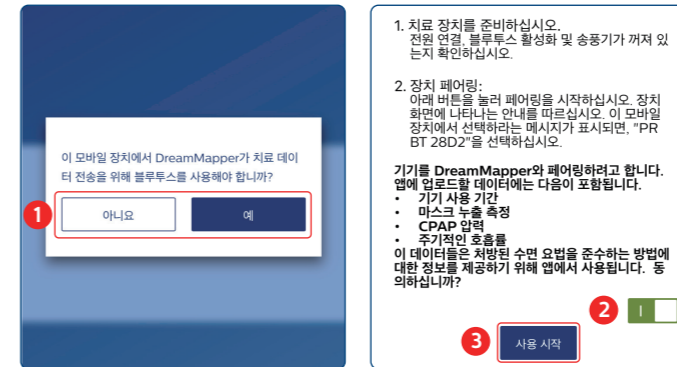 이 모바일 장치에서 DreamMapper가 치료 데이
터 전송을 위해 블루투스를 사용해야 합니까?
1
아니요
예
1. 치료 장치를 준비하십시오.
전원 연결, 블루투스 활성화 및 송풍기가 꺼져 있
는지 확인하십시오.
2. 장치 페어링:
아래 버튼을 눌러 페어링을 시작하십시오. 장치
화면에 나타나는 안내를 따르십시오. 이 모바일
장치에서 선택하라는 메시지가 표시되면, "PR
BT 28D2"을 선택하십시오.
기기를 DreamMapper와 페어링하려고 합니다.
앱에 업로드할 데이터에는 다음이 포함됩니다.
• 기기 사용 기간
• 마스크 누출 측정
• CPAP 압력
• 주기적인 호흡률
이 데이터들은 처방된 수면 요법을 준수하는 방법에
대한 정보를 제공하기 위해 앱에서 사용됩니다. 동
의하십니까?
2
I
3
사용 시작